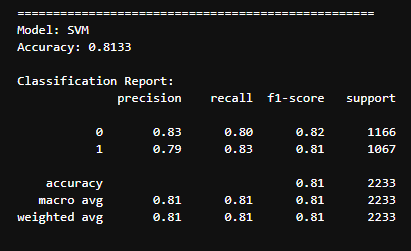 ==================================================
Model: SVM
Accuracy: 0.8133
Classification Report:
precision recall f1-score support
0 0.83 0.80 0.82 1166
1 0.79 0.83 0.81 1067
accuracy 0.81 2233
macro avg 0.81 0.81 0.81 2233
weighted avg 0.81 0.81 0.81 2233